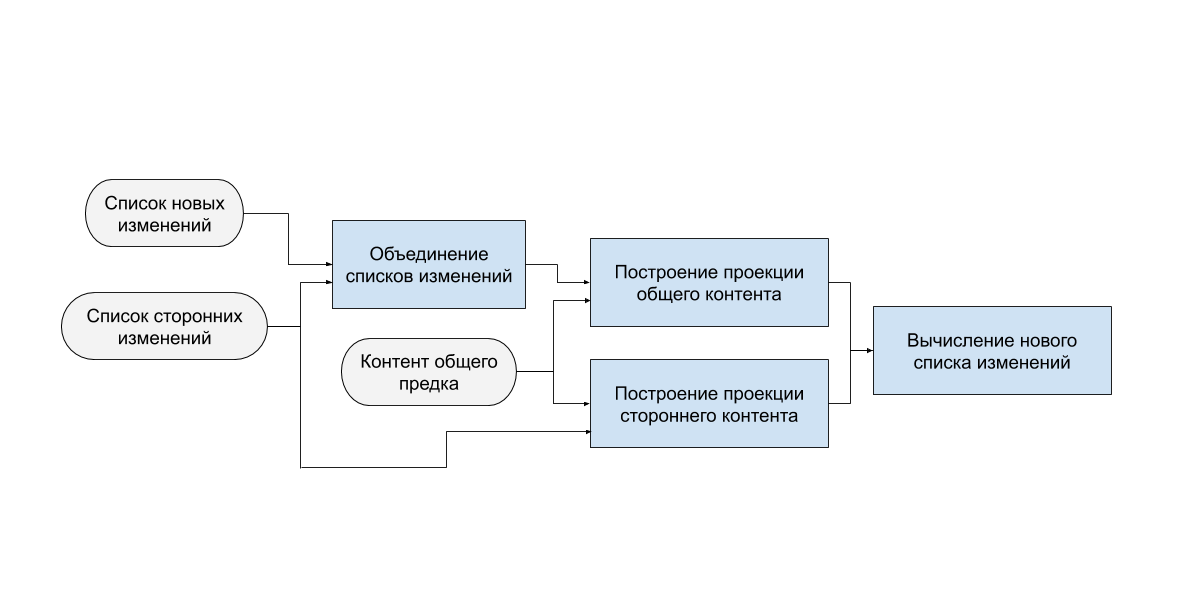 Список новых
изменений
Список сторонних
изменений
Объединение
списков изменений
Контент общего
предка
Построение проекции
общего контента
Построение проекции
стороннего контента
Вычисление нового
списка изменений